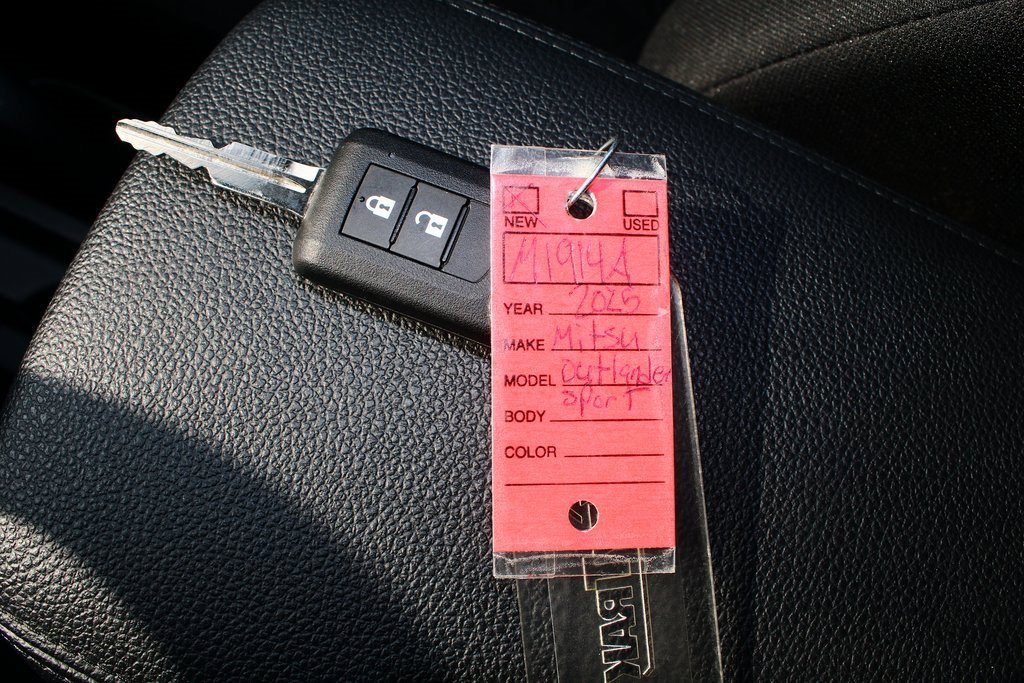 NEW USED
M1914A
YEAR 2025
MAKE Mitsu
MODEL Outlander
Sport
BODY
COLOR